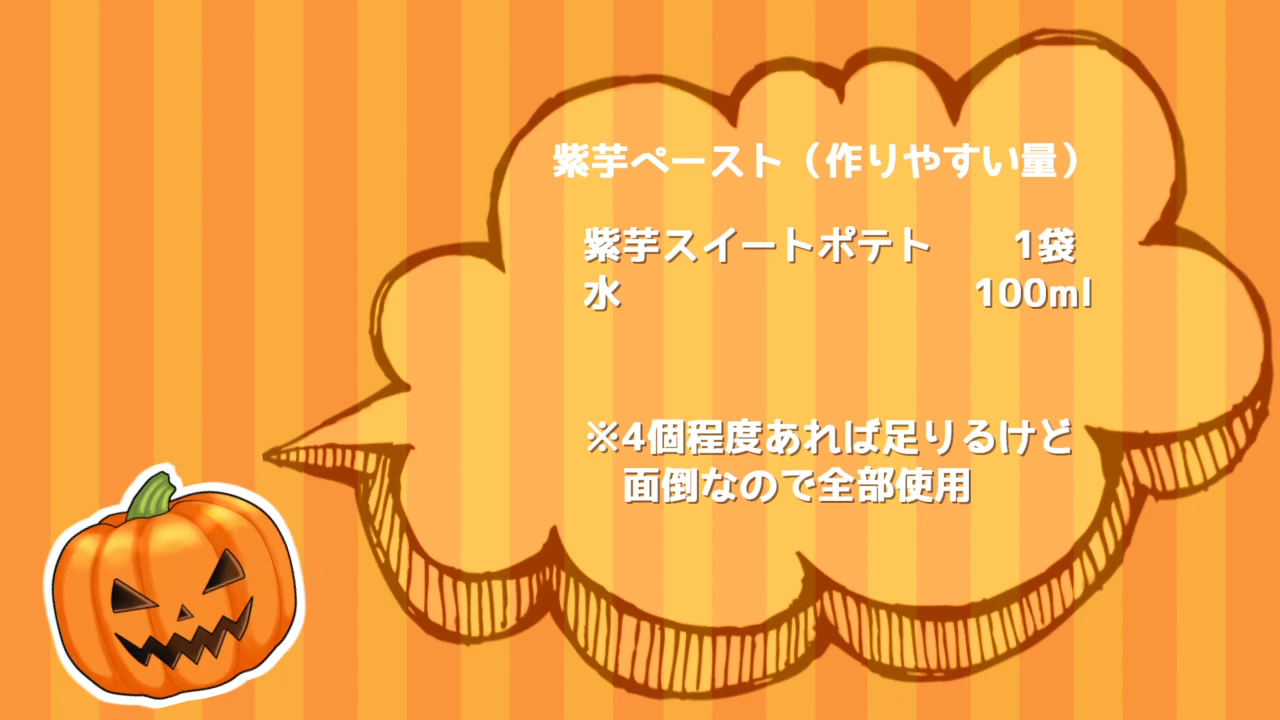 紫芋ペースト（作りやすい量）
紫芋スイートポテト 1袋
水 100ml
※4個程度あれば足りるけど
面倒なので全部使用